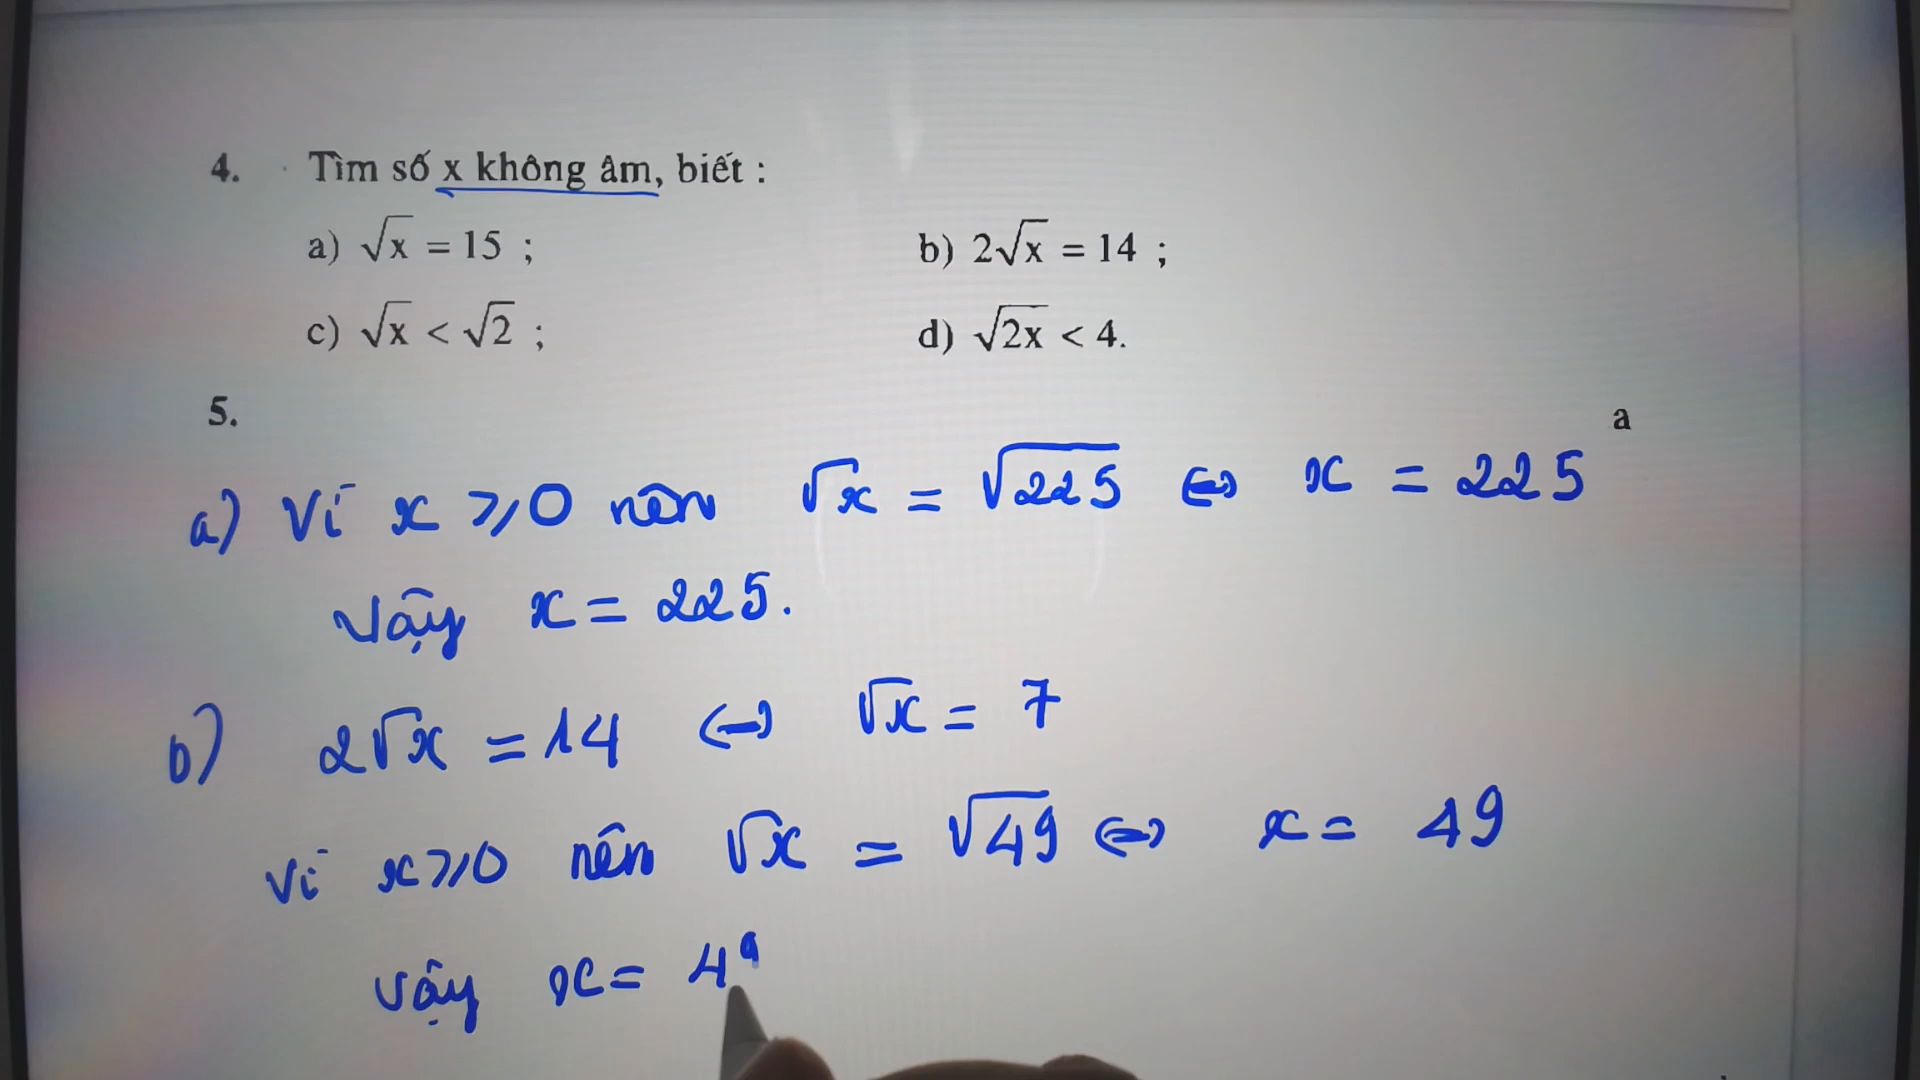 4. Tìm số x không âm, biết :
a) √x = 15 ; b) 2√x = 14 ;
c) √x < √2 ; d) √2x < 4.
5. a
a) Vì x ⩾ 0 nên √x = √225 ⇔ x = 225
Vậy x = 225.
b) 2√x = 14 ⇔ √x = 7
Vì x ⩾ 0 nên √x = √49 ⇔ x = 49
Vậy x = 49